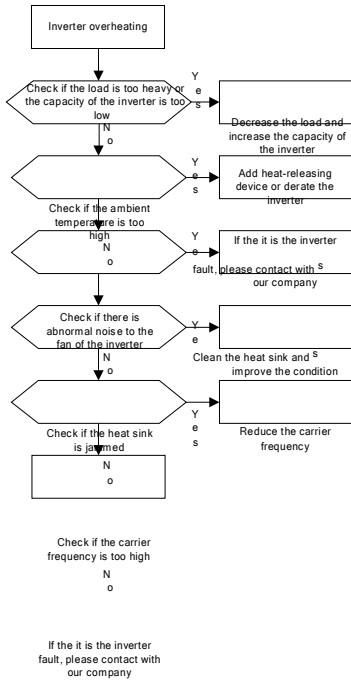 Inverter overheating
Check if the load is too heavy or
the capacity of the inverter is too
low
Y
e
s
Decrease the load and
increase the capacity of
the inverter
N
o
Y
e
s
Add heat-releasing
device or derate the
inverter
Check if the ambient
temperature is too
high
N
o
Y
e
s
If the it is the inverter
fault, please contact with
our company
Check if there is
abnormal noise to the
fan of the inverter
Y
e
s
Clean the heat sink and
improve the condition
N
o
Y
e
s
Reduce the carrier
frequency
Check if the heat sink
is jammed
N
o
Check if the carrier
frequency is too high
N
o
If the it is the inverter
fault, please contact with
our company